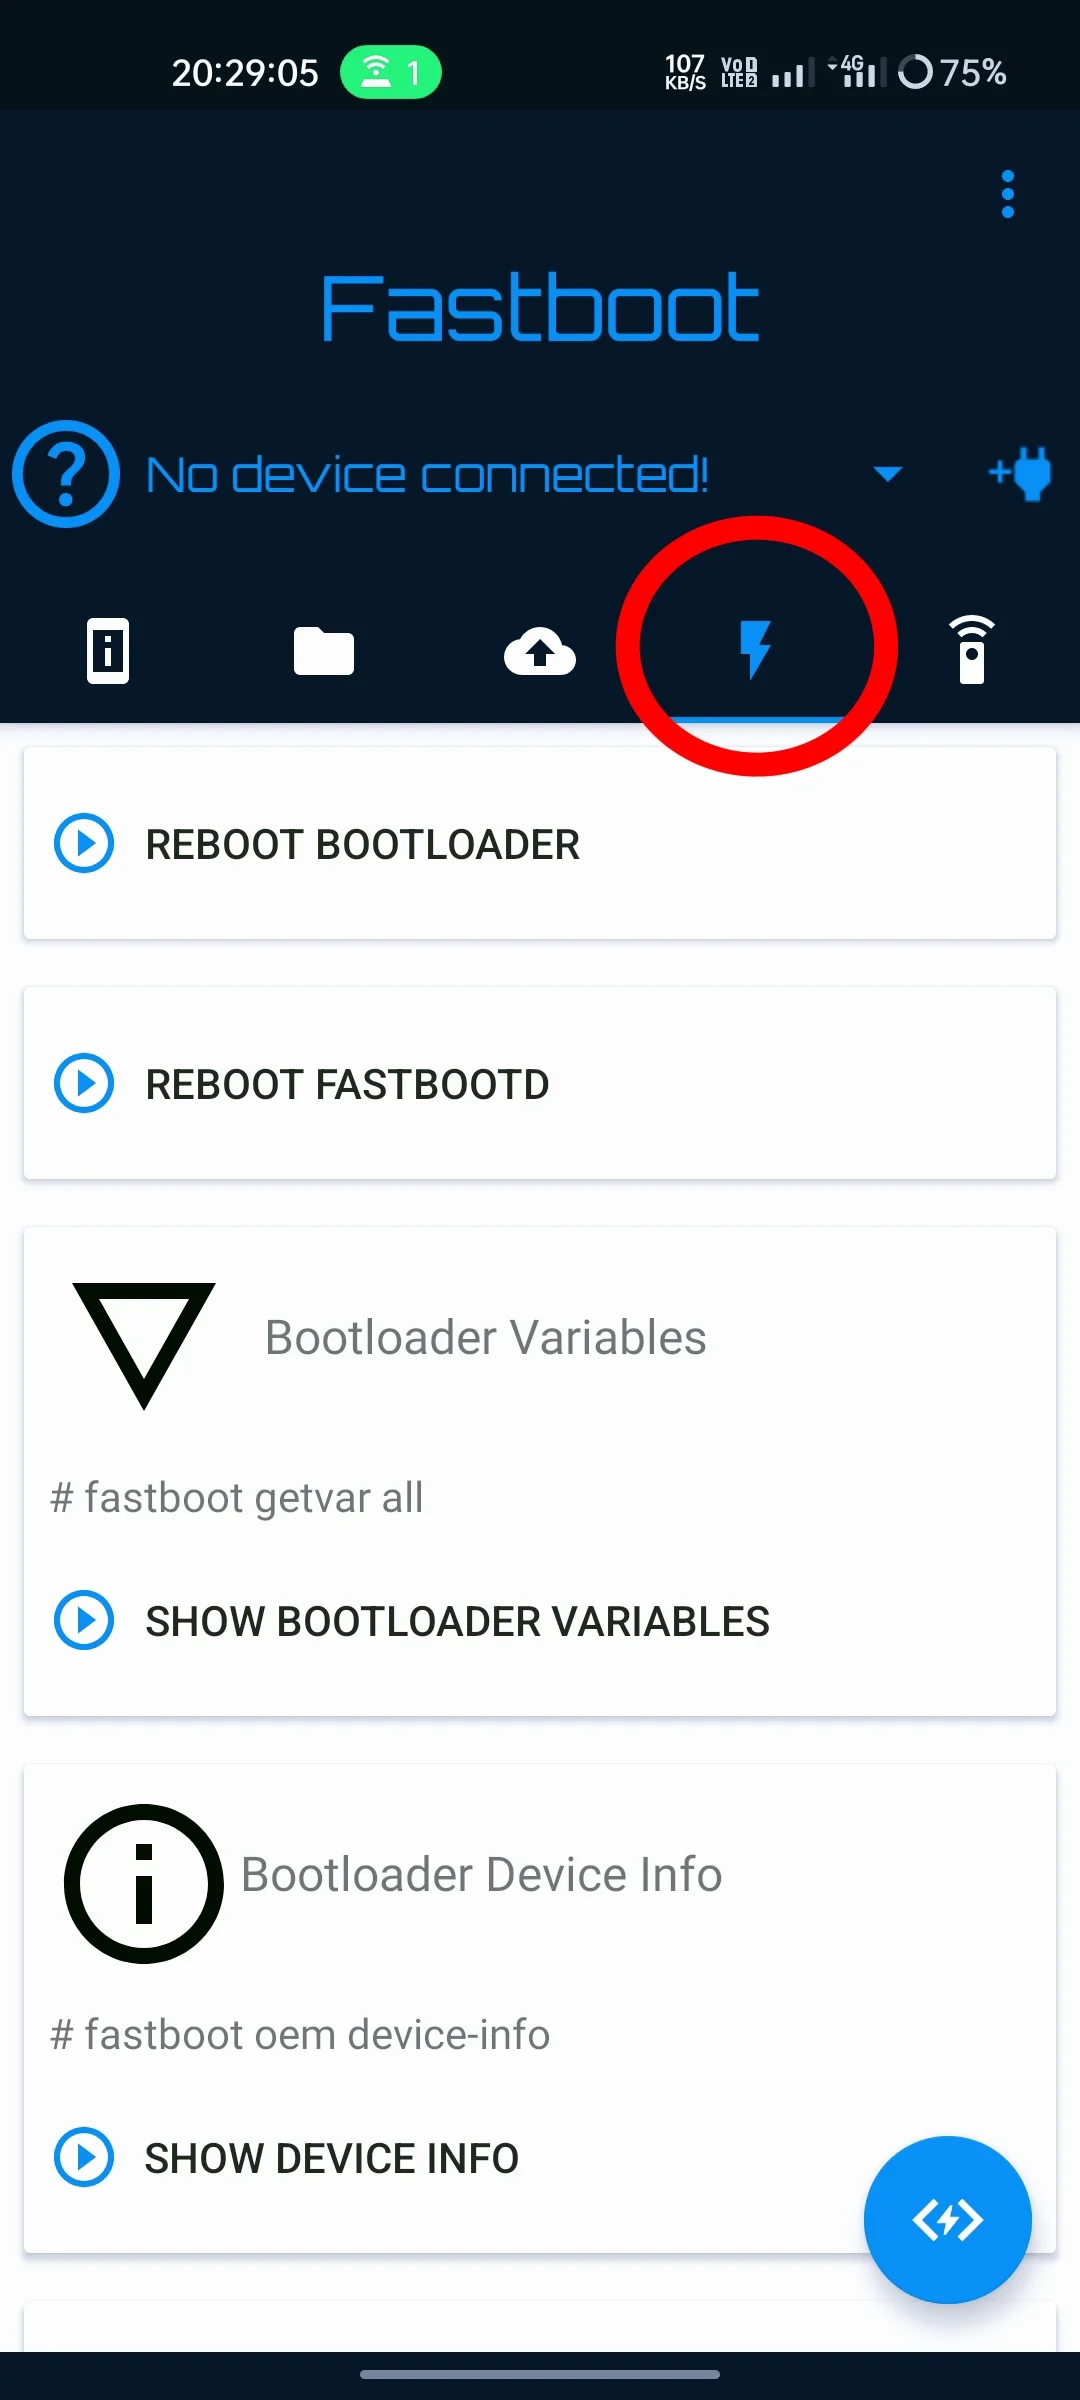 20:29:05 1 107 KB/S VoD LTE2 4G 75%
Fastboot
No device connected!
REBOOT BOOTLOADER
REBOOT FASTBOOTD
Bootloader Variables
# fastboot getvar all
SHOW BOOTLOADER VARIABLES
Bootloader Device Info
# fastboot oem device-info
SHOW DEVICE INFO